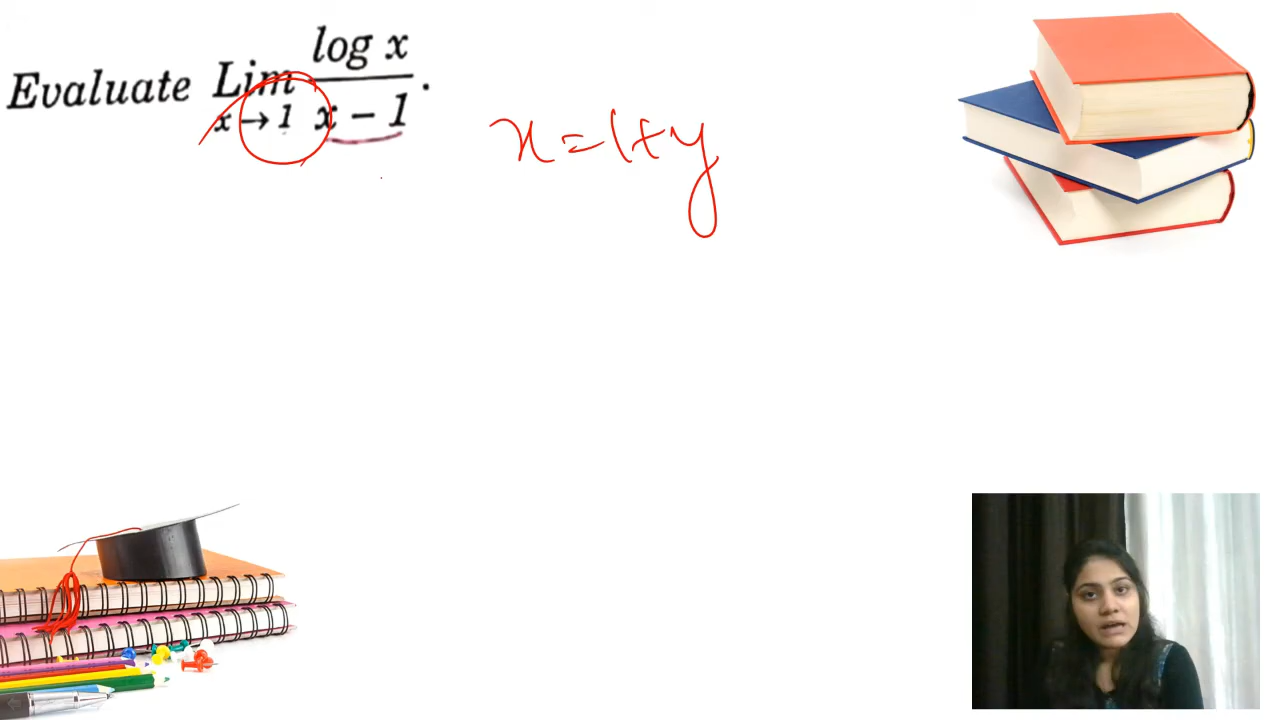 Evaluate Lim x → 1 log x / x − 1 .
x = 1 + y